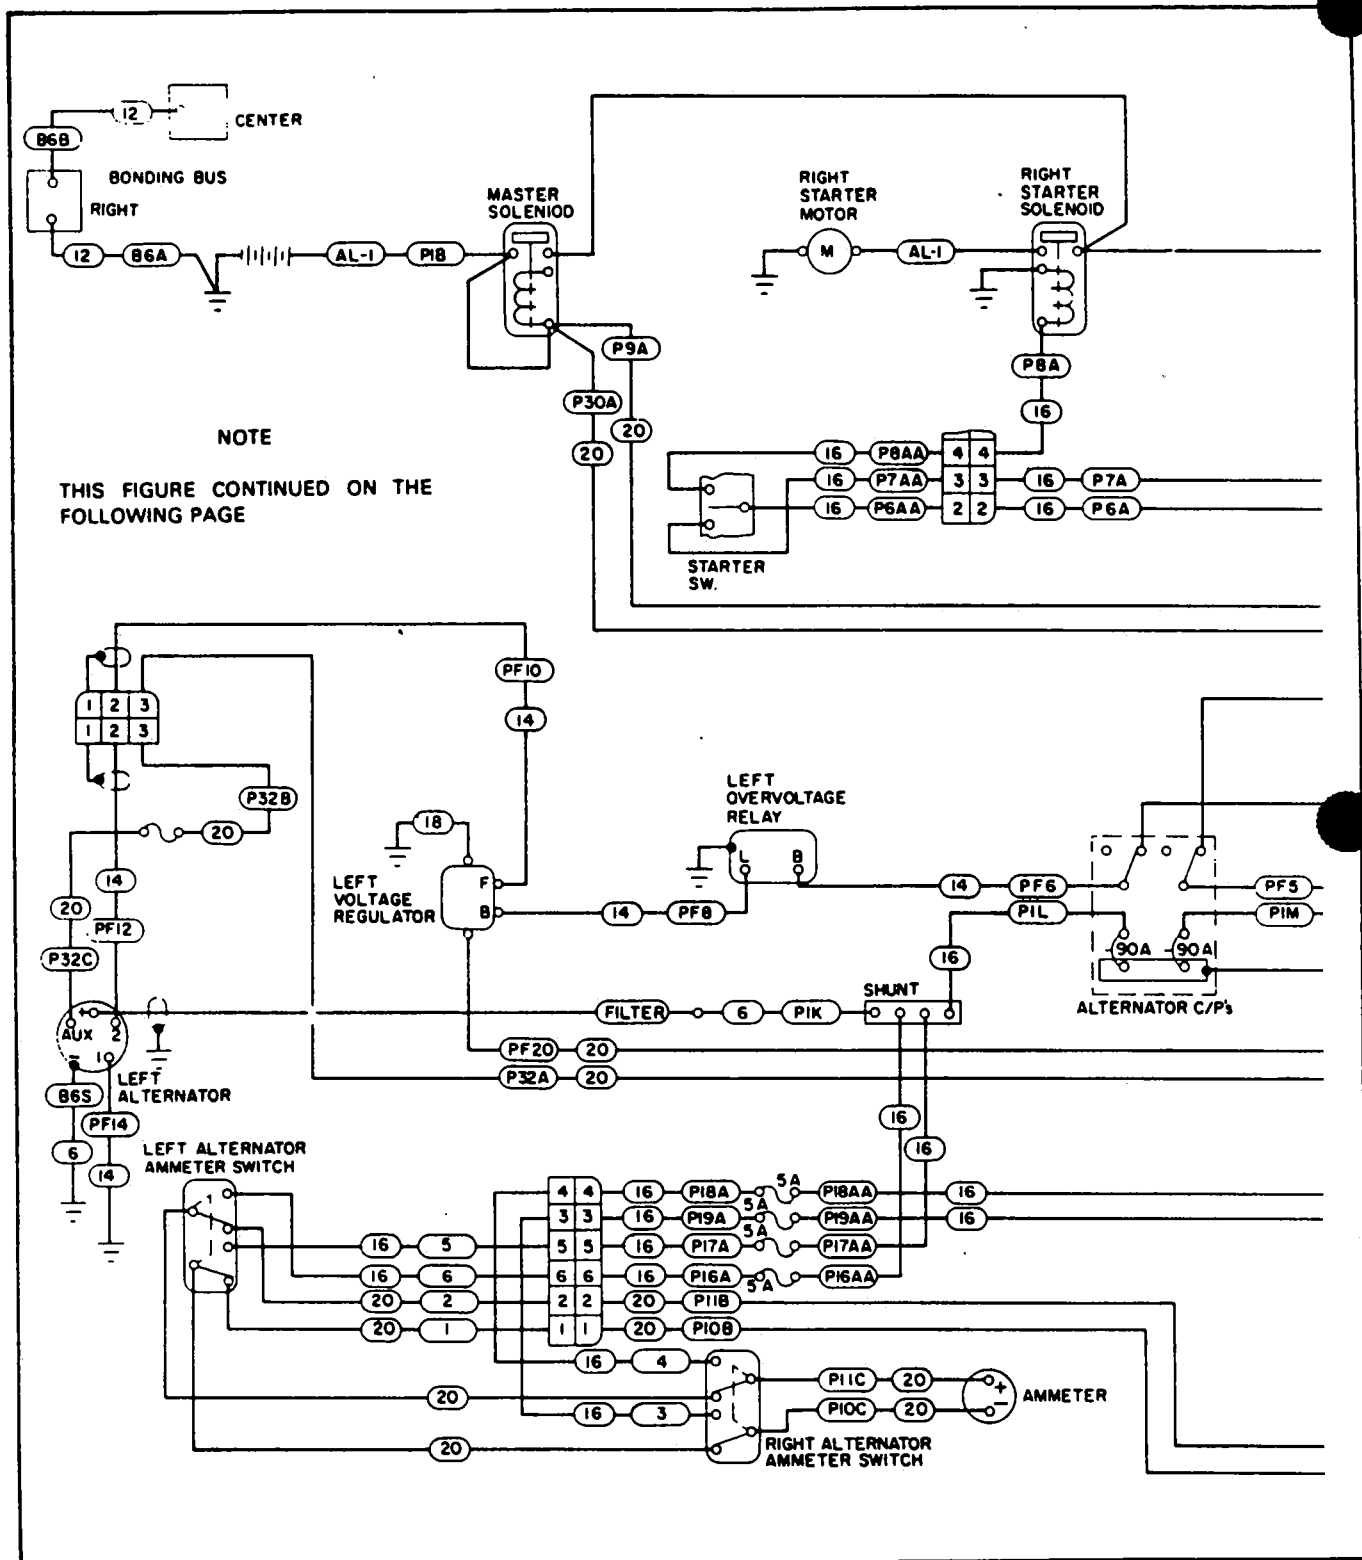 12
CENTER
B6B
BONDING BUS
RIGHT
12
B6A
AL-1
P1B
MASTER
SOLENIOD
RIGHT
STARTER
MOTOR
M
AL-1
RIGHT
STARTER
SOLENOID
P9A
P30A
20
20
P8A
16
NOTE
THIS FIGURE CONTINUED ON THE
FOLLOWING PAGE
16 P8AA 4 4
16 P7AA 3 3 16 P7A
16 P6AA 2 2 16 P6A
STARTER
SW.
PF10
14
1 2 3
1 2 3
P32B
20
14
20
PF12
P32C
18
LEFT
VOLTAGE
REGULATOR
F
B
14 PF8
LEFT
OVERVOLTAGE
RELAY
L B
14 PF6
P1L
16
PF5
P1M
90A 90A
ALTERNATOR C/P's
SHUNT
FILTER 6 P1K
PF20 20
P32A 20
+
AUX 2
− 1
LEFT
ALTERNATOR
B6S
PF14
6
14
16
16
LEFT ALTERNATOR
AMMETER SWITCH
4 4 16 P18A 5A P18AA 16
3 3 16 P19A 5A P19AA 16
16 5 5 5 16 P17A 5A P17AA
16 6 6 6 16 P16A 5A P16AA
20 2 2 2 20 P11B
20 1 1 1 20 P10B
16 4
20
16 3
20
P11C 20
P10C 20
+
−
AMMETER
RIGHT ALTERNATOR
AMMETER SWITCH